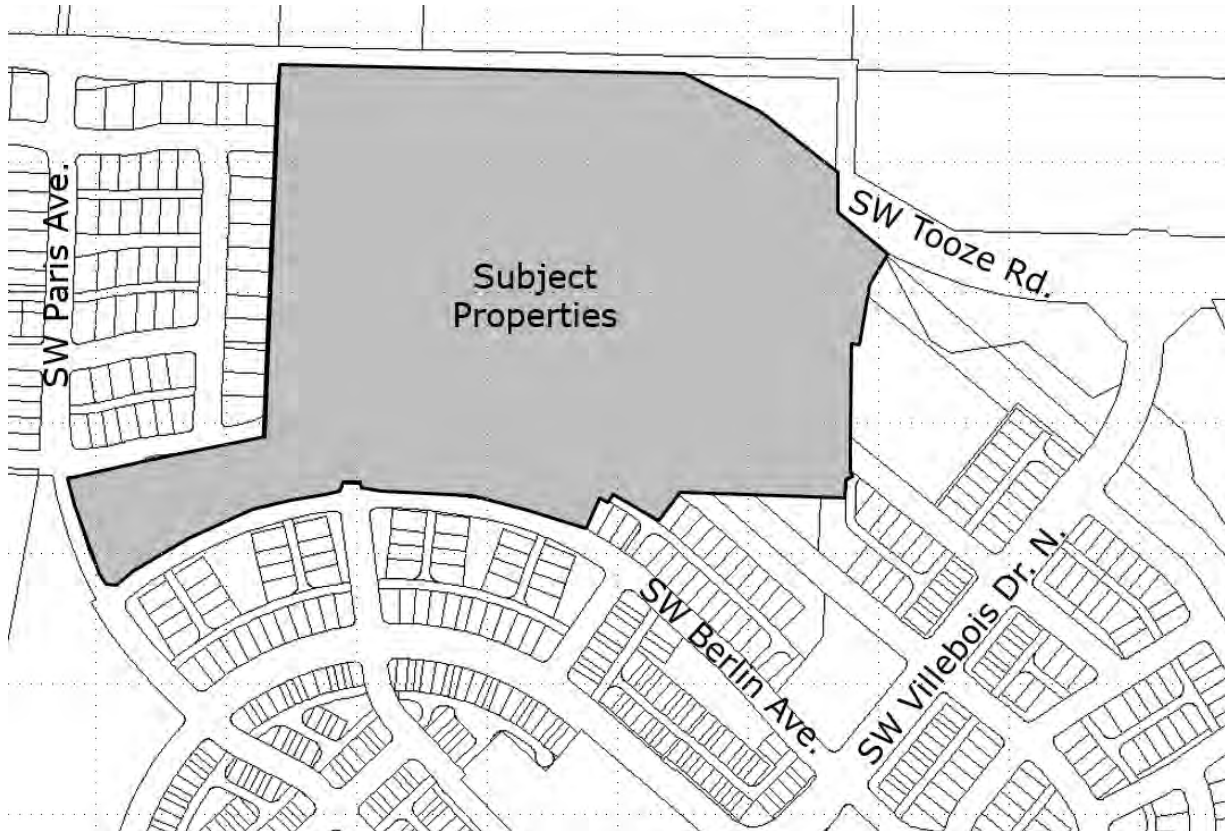 SW Paris Ave.
Subject
Properties
SW Tooze Rd.
SW Berlin Ave.
SW Villebois Dr. N.